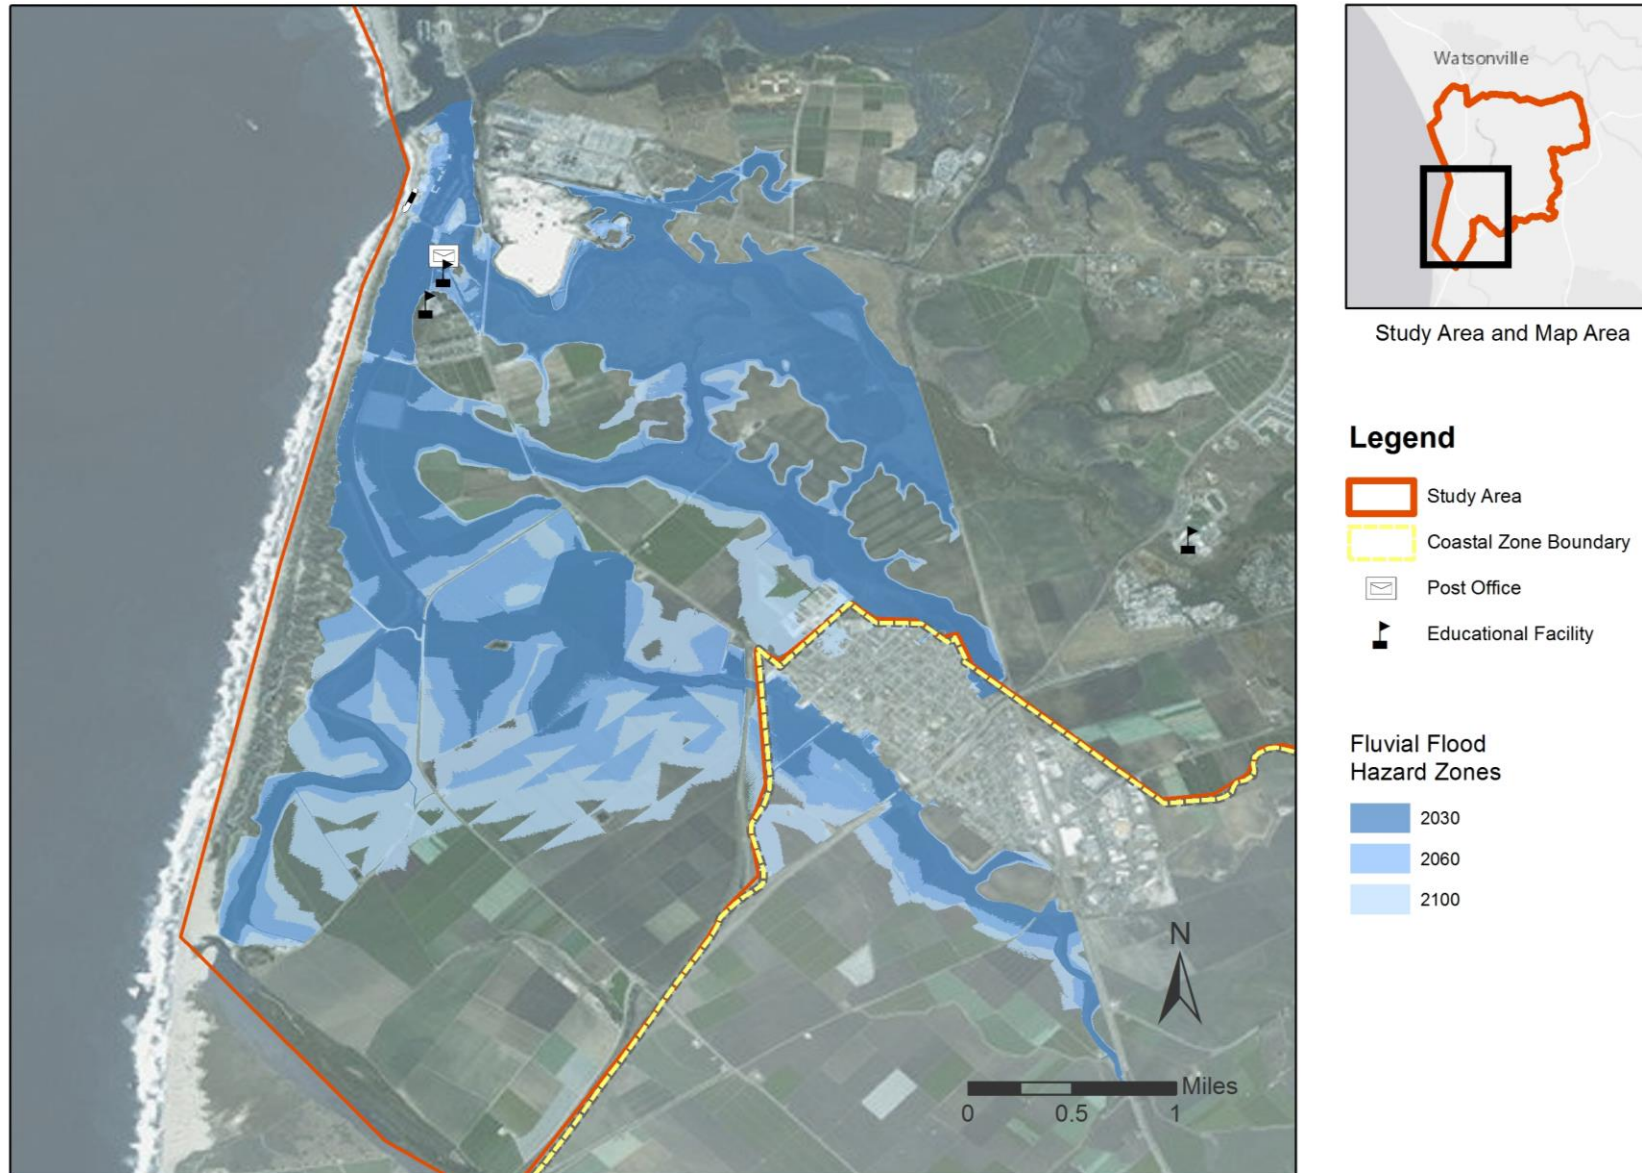 Watsonville
Study Area and Map Area
Legend
Study Area
Coastal Zone Boundary
Post Office
Educational Facility
Fluvial Flood
Hazard Zones
2030
2060
2100
N
Miles
0 0.5 1